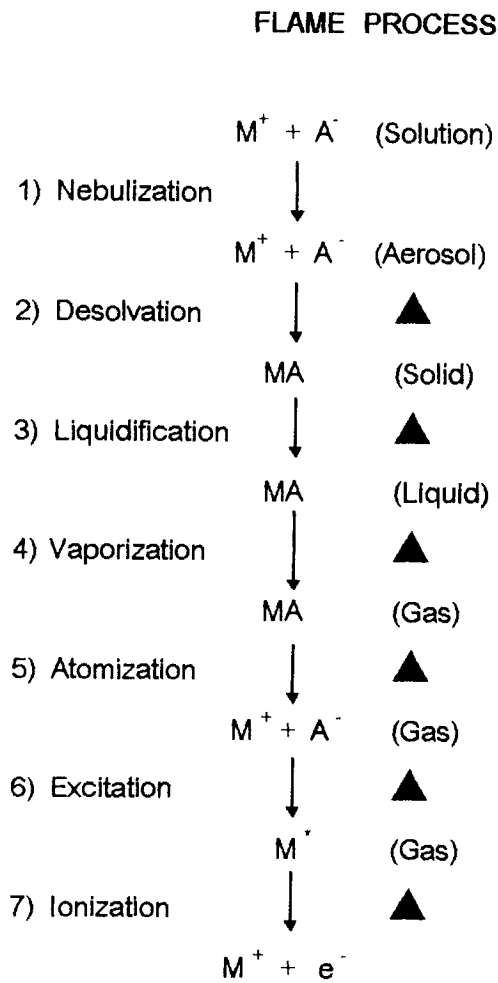 FLAME PROCESS
M⁺ + A⁻ (Solution)
1) Nebulization
M⁺ + A⁻ (Aerosol)
2) Desolvation
MA (Solid)
3) Liquidification
MA (Liquid)
4) Vaporization
MA (Gas)
5) Atomization
M⁺ + A⁻ (Gas)
6) Excitation
M* (Gas)
7) Ionization
M⁺ + e⁻